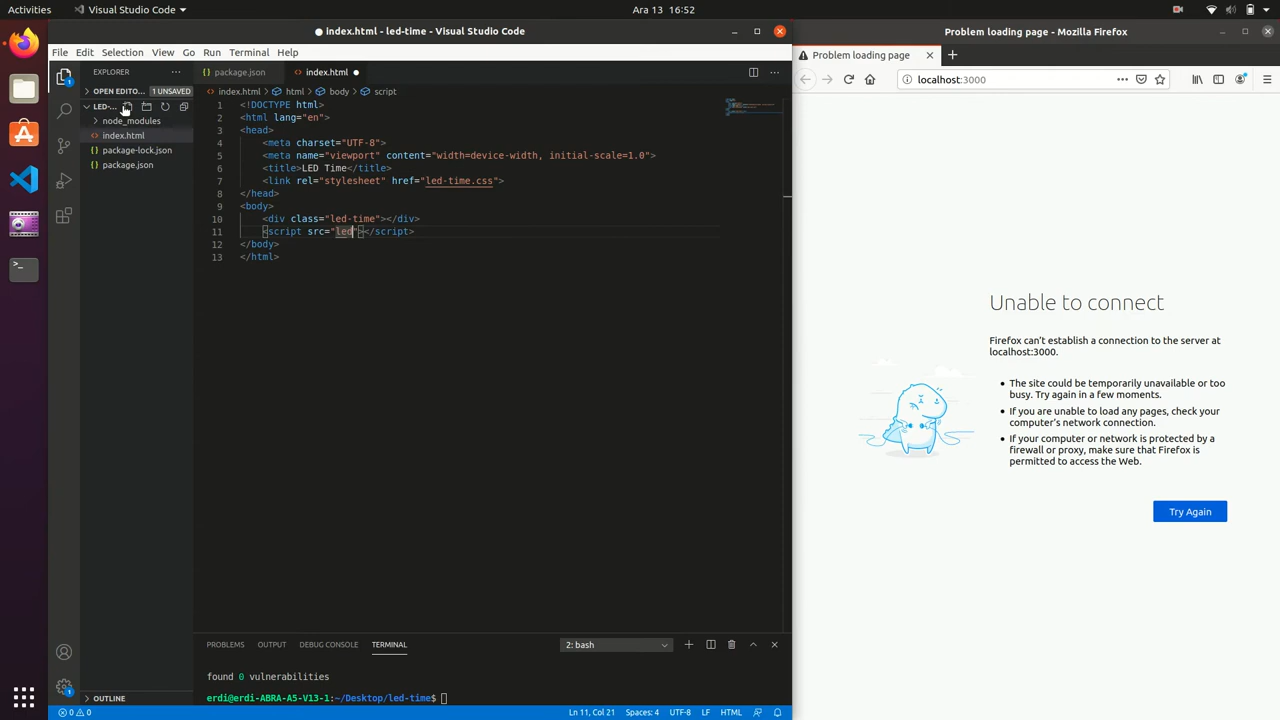 Activities
Visual Studio Code
Ara 13 16:52
index.html - led-time - Visual Studio Code
File Edit Selection View Go Run Terminal Help
EXPLORER
OPEN EDITO... 1 UNSAVED
LED-...
node_modules
index.html
package-lock.json
package.json
OUTLINE
package.json
index.html
index.html > html > body > script
1 <!DOCTYPE html>
2 <html lang="en">
3 <head>
4 <meta charset="UTF-8">
5 <meta name="viewport" content="width=device-width, initial-scale=1.0">
6 <title>LED Time</title>
7 <link rel="stylesheet" href="led-time.css">
8 </head>
9 <body>
10 <div class="led-time"></div>
11 <script src="led"></script>
12 </body>
13 </html>
PROBLEMS OUTPUT DEBUG CONSOLE TERMINAL
2: bash
found 0 vulnerabilities
erdi@erdi-ABRA-A5-V13-1:~/Desktop/led-time$
0 0
Ln 11, Col 21 Spaces: 4 UTF-8 LF HTML
Problem loading page - Mozilla Firefox
Problem loading page
localhost:3000
Unable to connect
Firefox can't establish a connection to the server at
localhost:3000.
The site could be temporarily unavailable or too
busy. Try again in a few moments.
If you are unable to load any pages, check your
computer's network connection.
If your computer or network is protected by a
firewall or proxy, make sure that Firefox is
permitted to access the Web.
Try Again